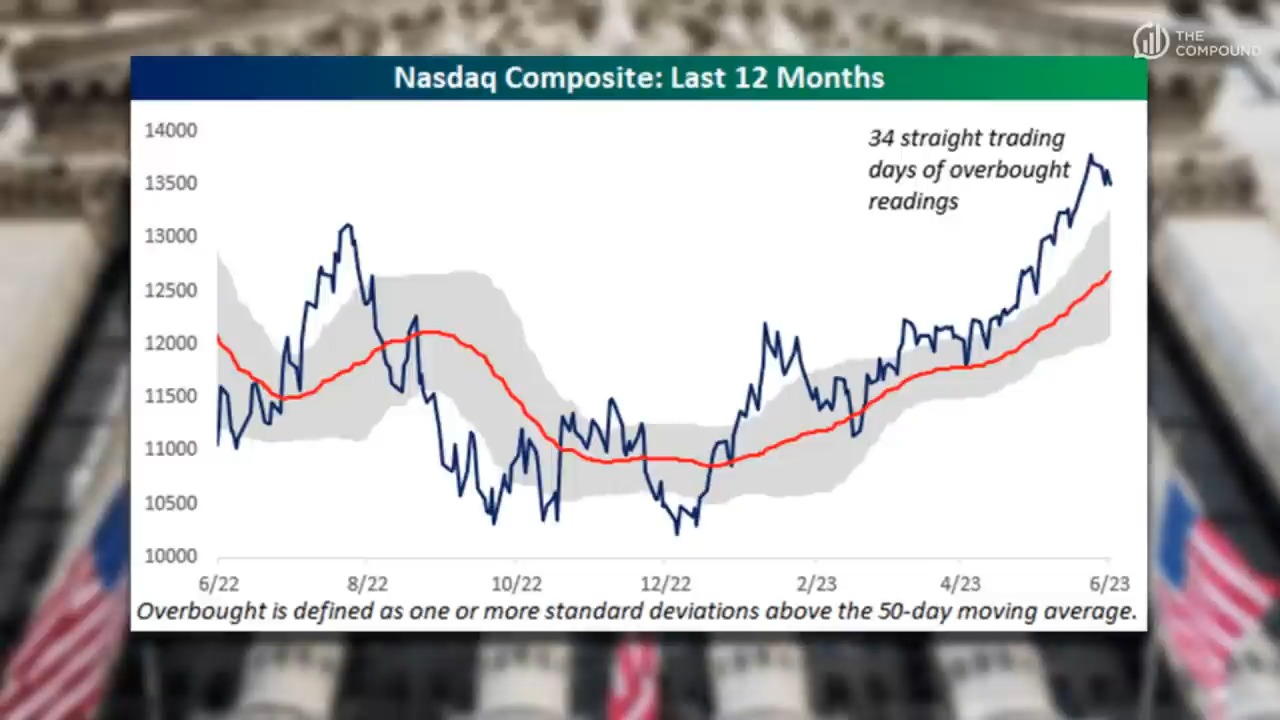 THE
COMPOUND
Nasdaq Composite: Last 12 Months
14000
13500
13000
12500
12000
11500
11000
10500
10000
34 straight trading
days of overbought
readings
6/22 8/22 10/22 12/22 2/23 4/23 6/23
Overbought is defined as one or more standard deviations above the 50-day moving average.